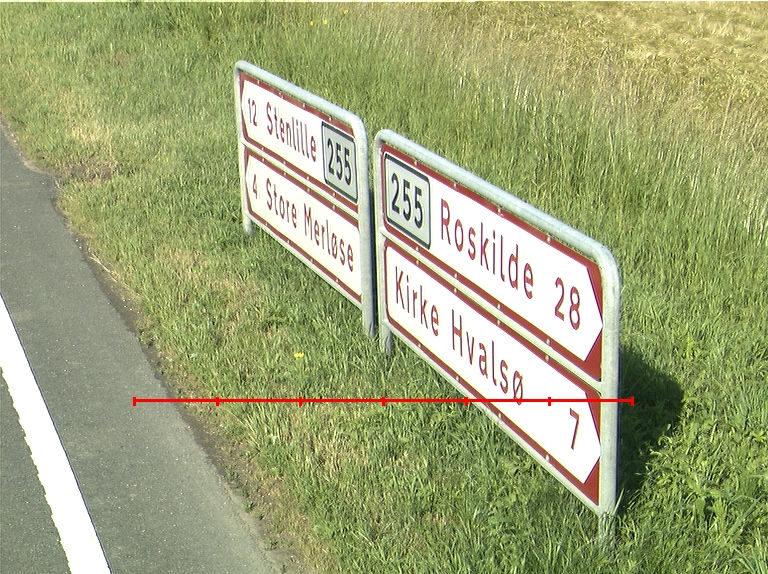 12 Stenlille 255
4 Store Merløse
255 Roskilde 28
Kirke Hvalsø
7